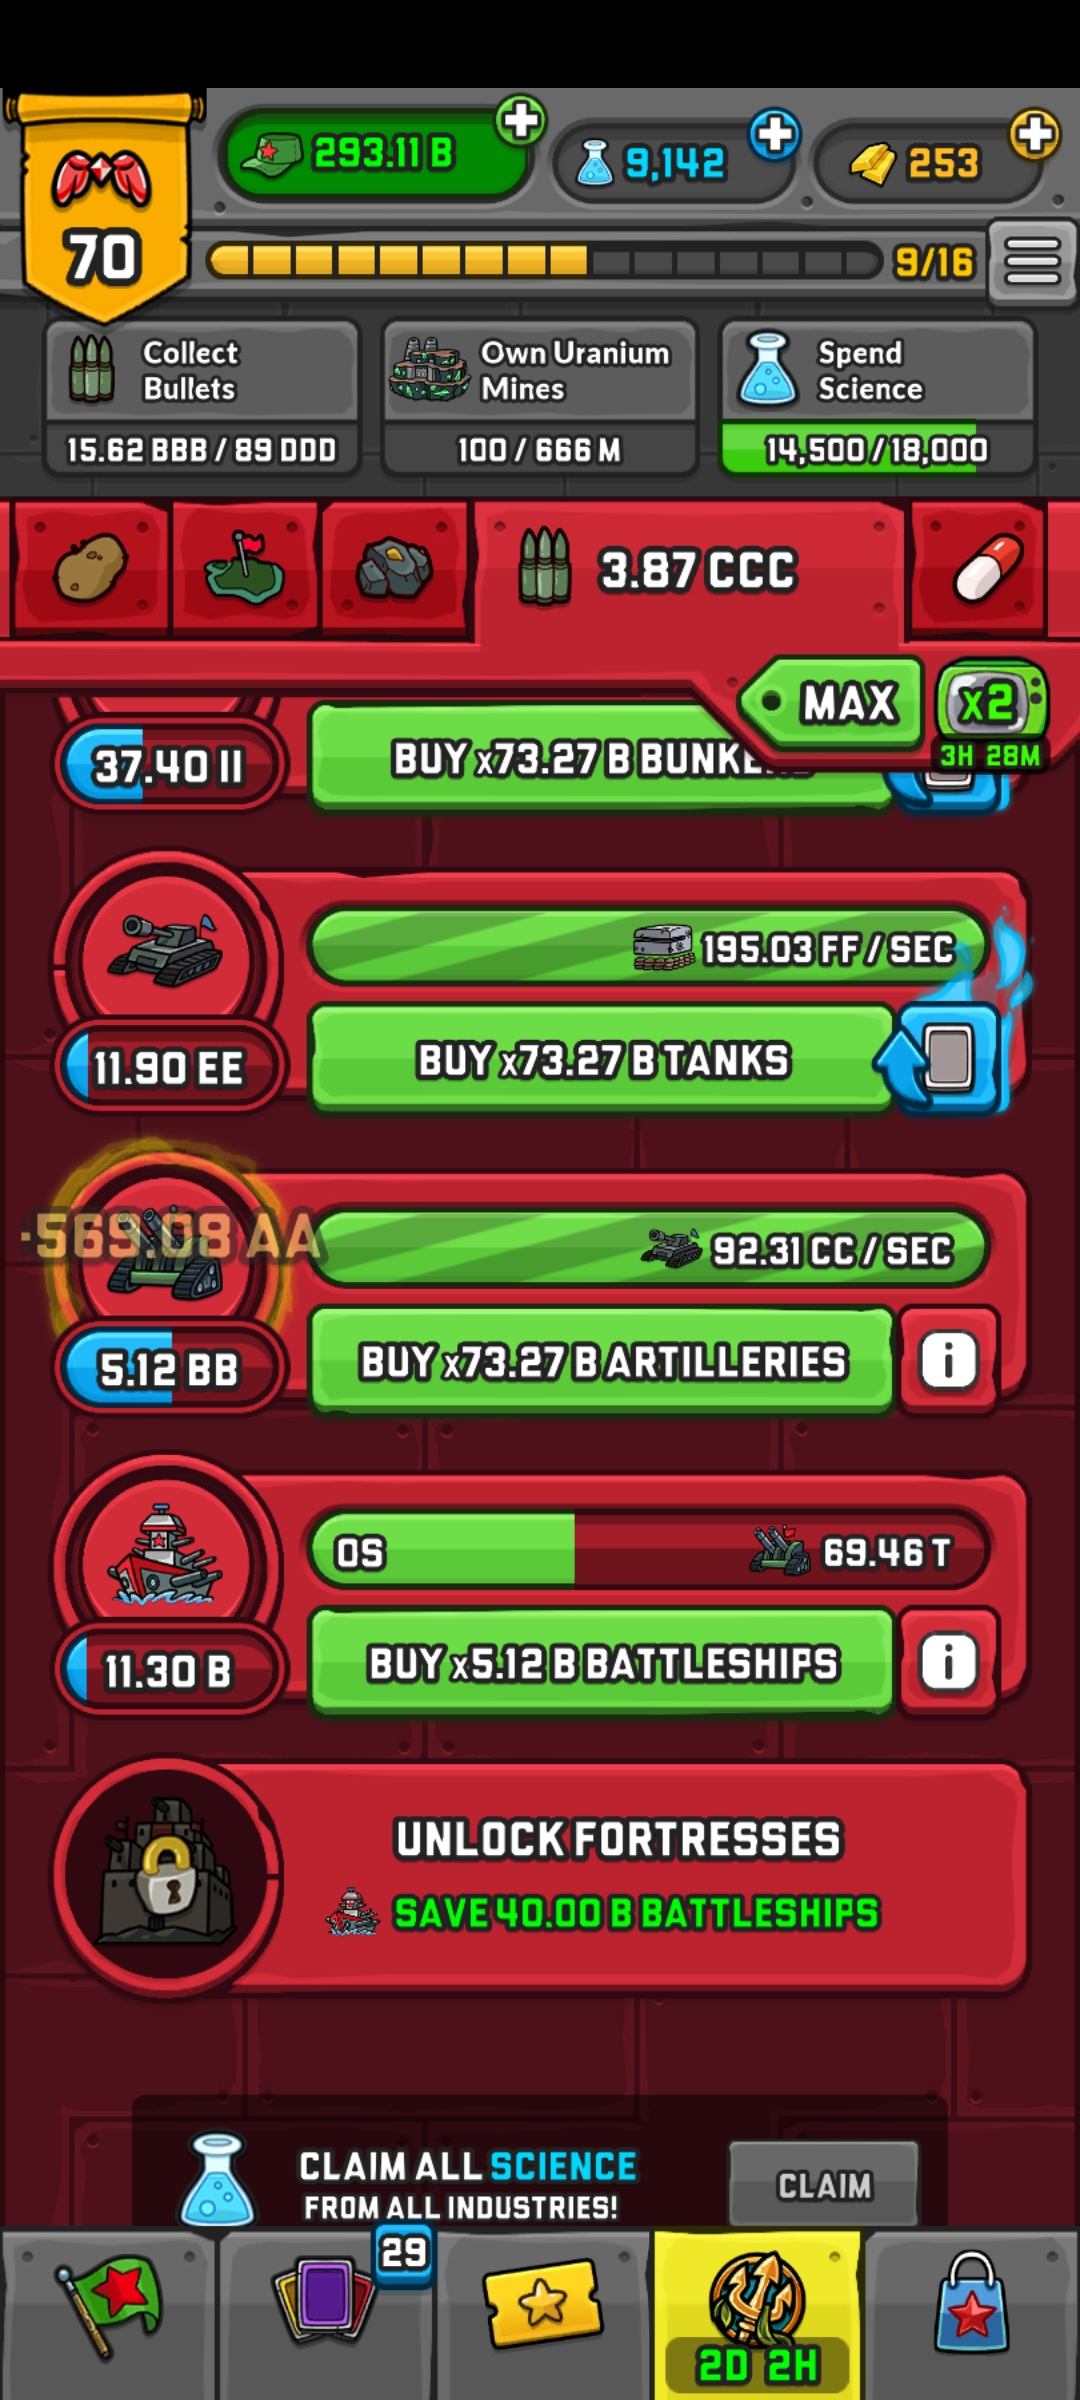 293.11 B
9,142
253
70
9/16
Collect
Bullets
15.62 BBB / 89 DDD
Own Uranium
Mines
100 / 666 M
Spend
Science
14,500/18,000
3.87 CCC
MAX
x2
3H 28M
37.40 II
BUY x73.27 B
195.03 FF / SEC
11.90 EE
BUY x73.27 B TANKS
-569.08 AA
92.31 CC / SEC
5.12 BB
BUY x73.27 B ARTILLERIES
i
0S
69.46 T
11.30 B
BUY x5.12 B BATTLESHIPS
i
UNLOCK FORTRESSES
SAVE 40.00 B BATTLESHIPS
CLAIM ALL SCIENCE
FROM ALL INDUSTRIES!
CLAIM
29
2D 2H